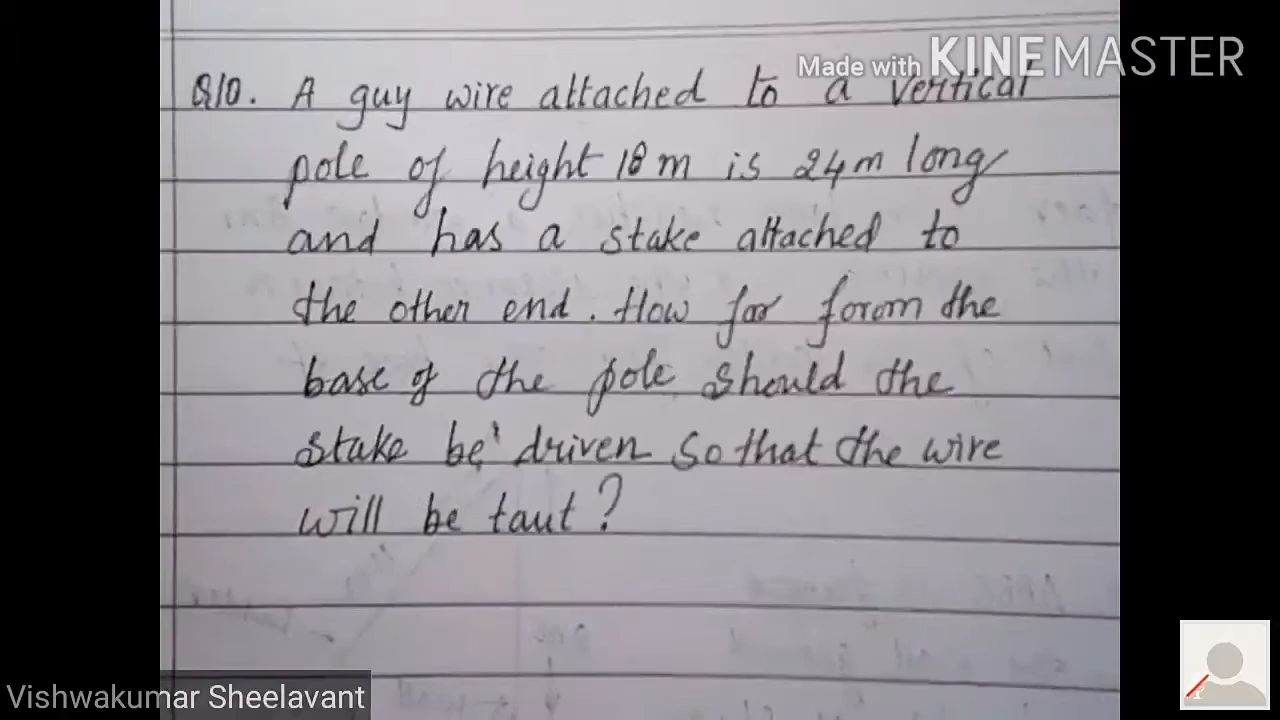 Made with KINEMASTER
Q10. A guy wire attached to a vertical
pole of height 18 m is 24 m long
and has a stake attached to
the other end. How far from the
base of the pole should the
stake be driven so that the wire
will be taut?
Vishwakumar Sheelavant